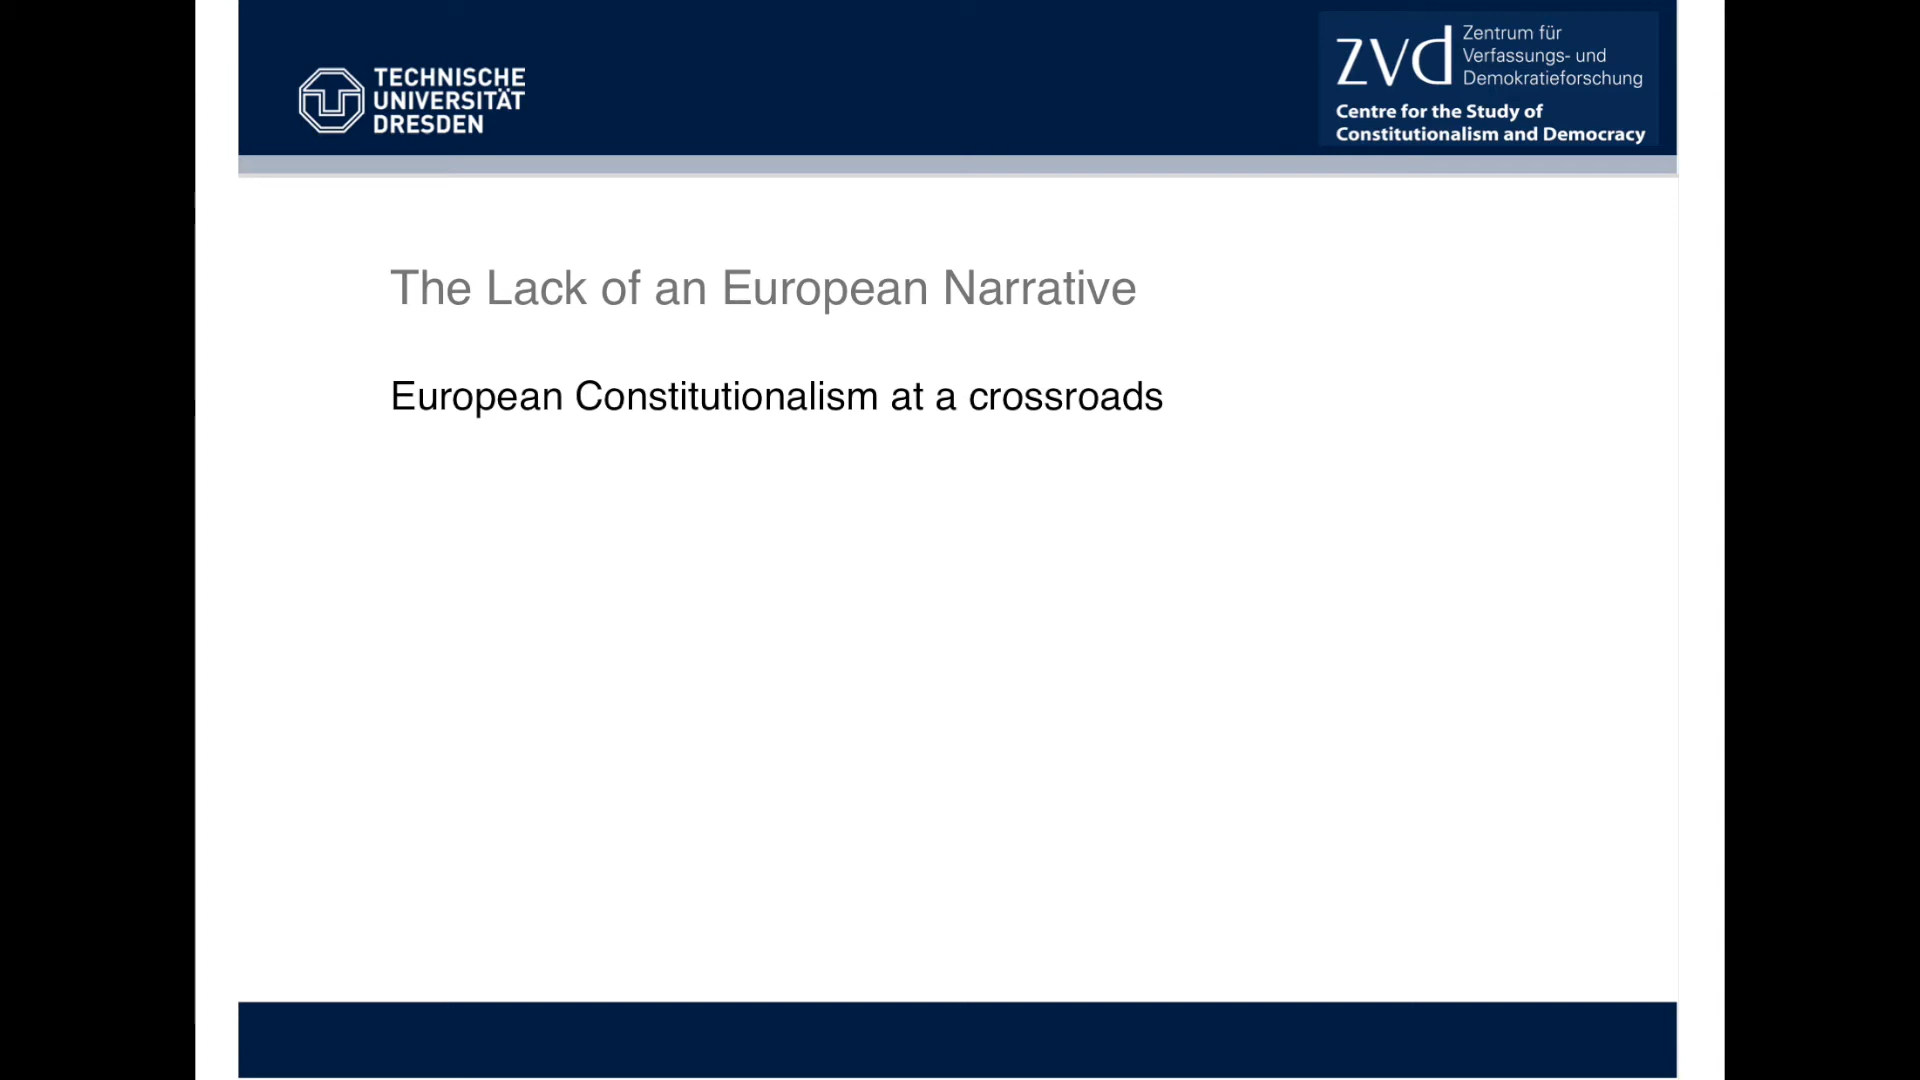 TECHNISCHE
UNIVERSITÄT
DRESDEN
zvd
Zentrum für
Verfassungs- und
Demokratieforschung
Centre for the Study of
Constitutionalism and Democracy
The Lack of an European Narrative
European Constitutionalism at a crossroads